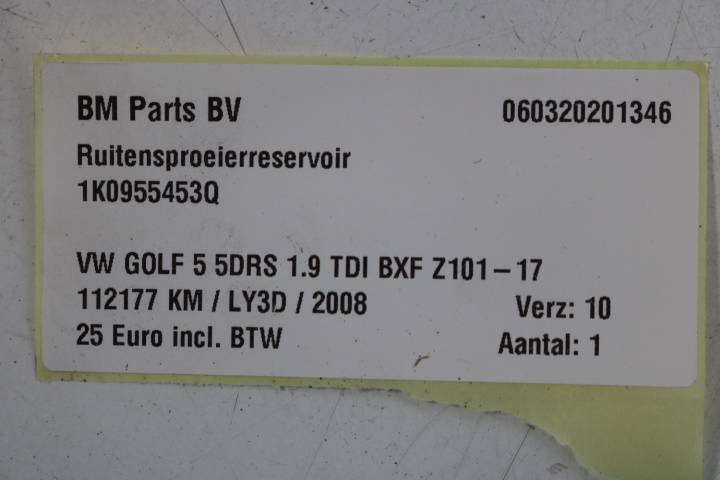 BM Parts BV 060320201346
Ruitensproeierreservoir
1K0955453Q
VW GOLF 5 5DRS 1.9 TDI BXF Z101-17
112177 KM / LY3D / 2008 Verz: 10
25 Euro incl. BTW Aantal: 1